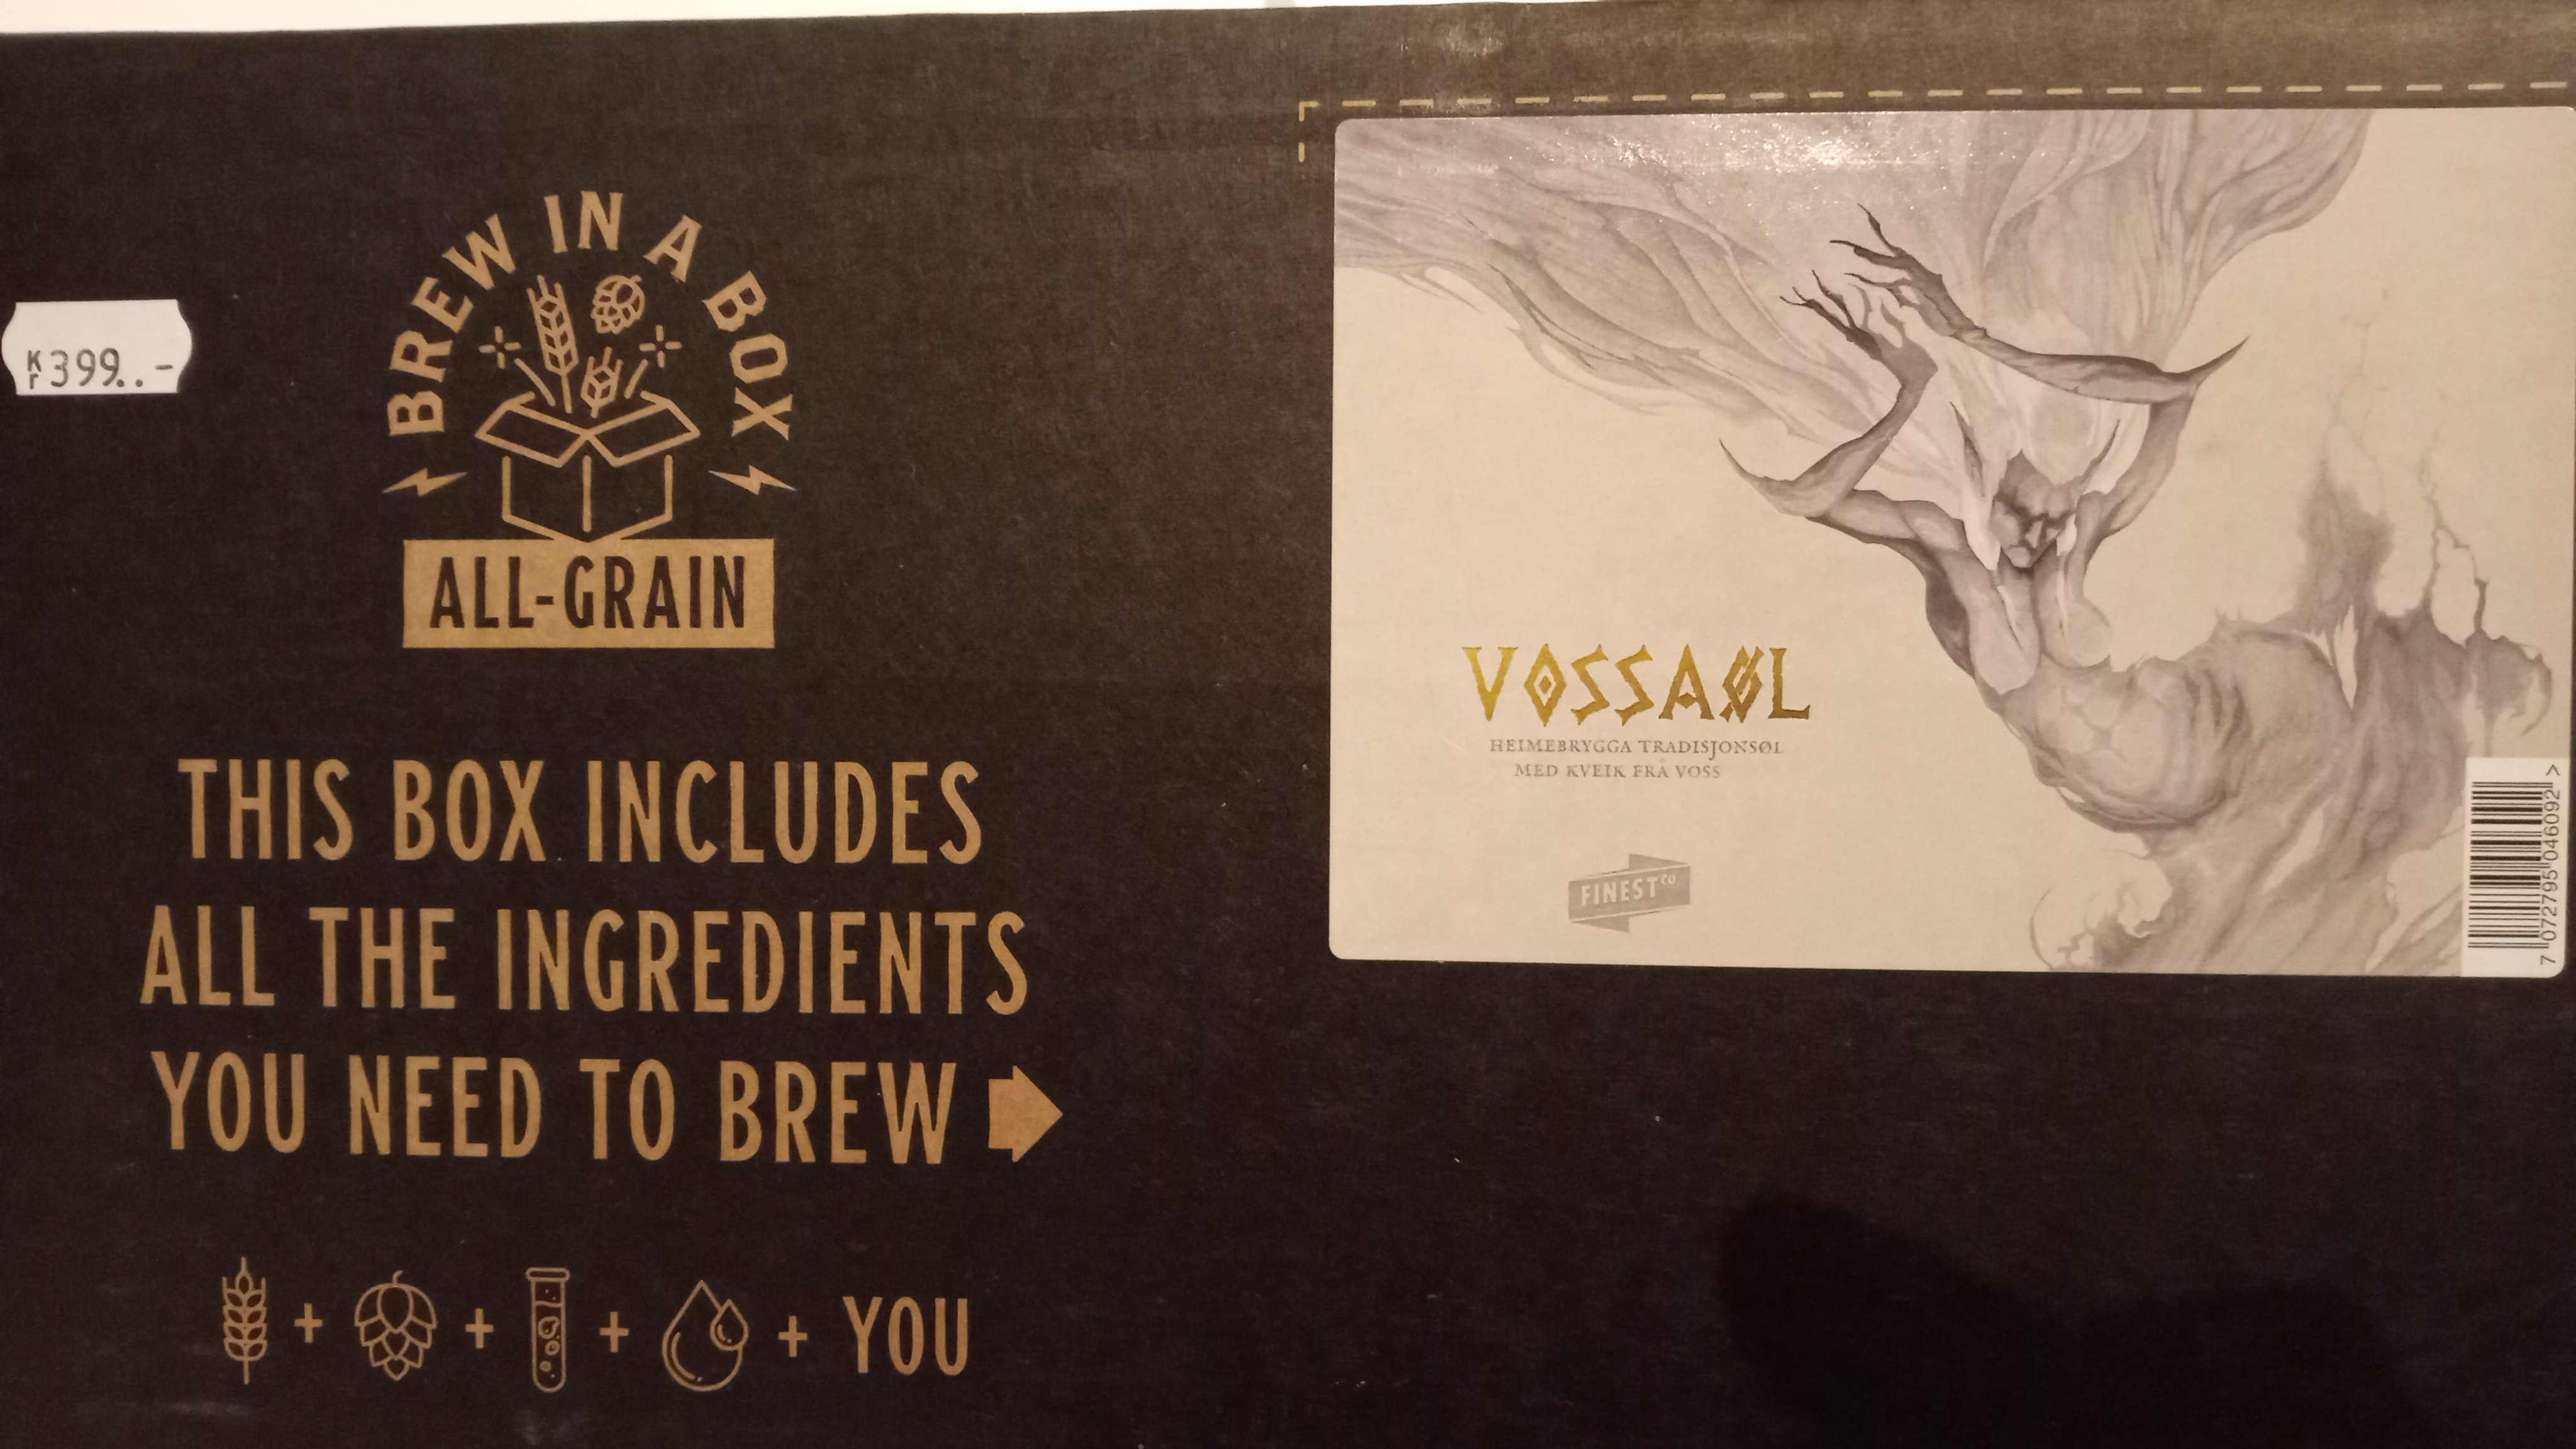 Kr 399..-
BREW IN A BOX
ALL-GRAIN
THIS BOX INCLUDES
ALL THE INGREDIENTS
YOU NEED TO BREW
+ + + + YOU
VOSSAØL
HEIMEBRYGGA TRADISJONSØL
MED KVEIK FRÅ VOSS
FINEST CO
7 072795 046092 >